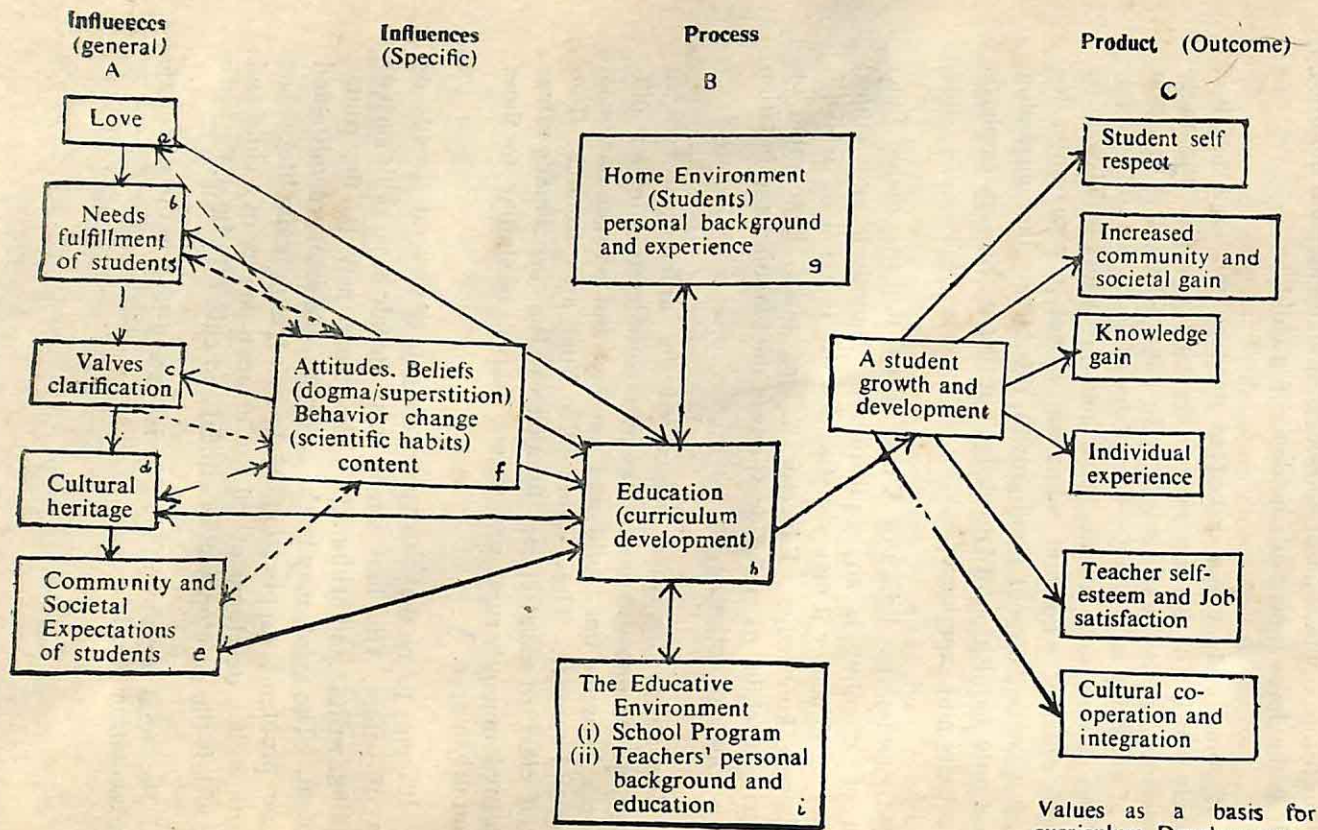 Influeeces
(general)
A
Influences
(Specific)
Process
B
Product (Outcome)
C
Love
a
Needs
fulfillment
of students
b
Valves
clarification
c
Cultural
heritage
d
Community and
Societal
Expectations
of students
e
Attitudes. Beliefs
(dogma/superstition)
Behavior change
(scientific habits)
content
f
Home Environment
(Students)
personal background
and experience
g
Education
(curriculum
development)
h
The Educative
Environment
(i) School Program
(ii) Teachers' personal
background and
education
i
A student
growth and
development
Student self
respect
Increased
community and
societal gain
Knowledge
gain
Individual
experience
Teacher self-
esteem and Job
satisfaction
Cultural co-
operation and
integration
Values as a basis for